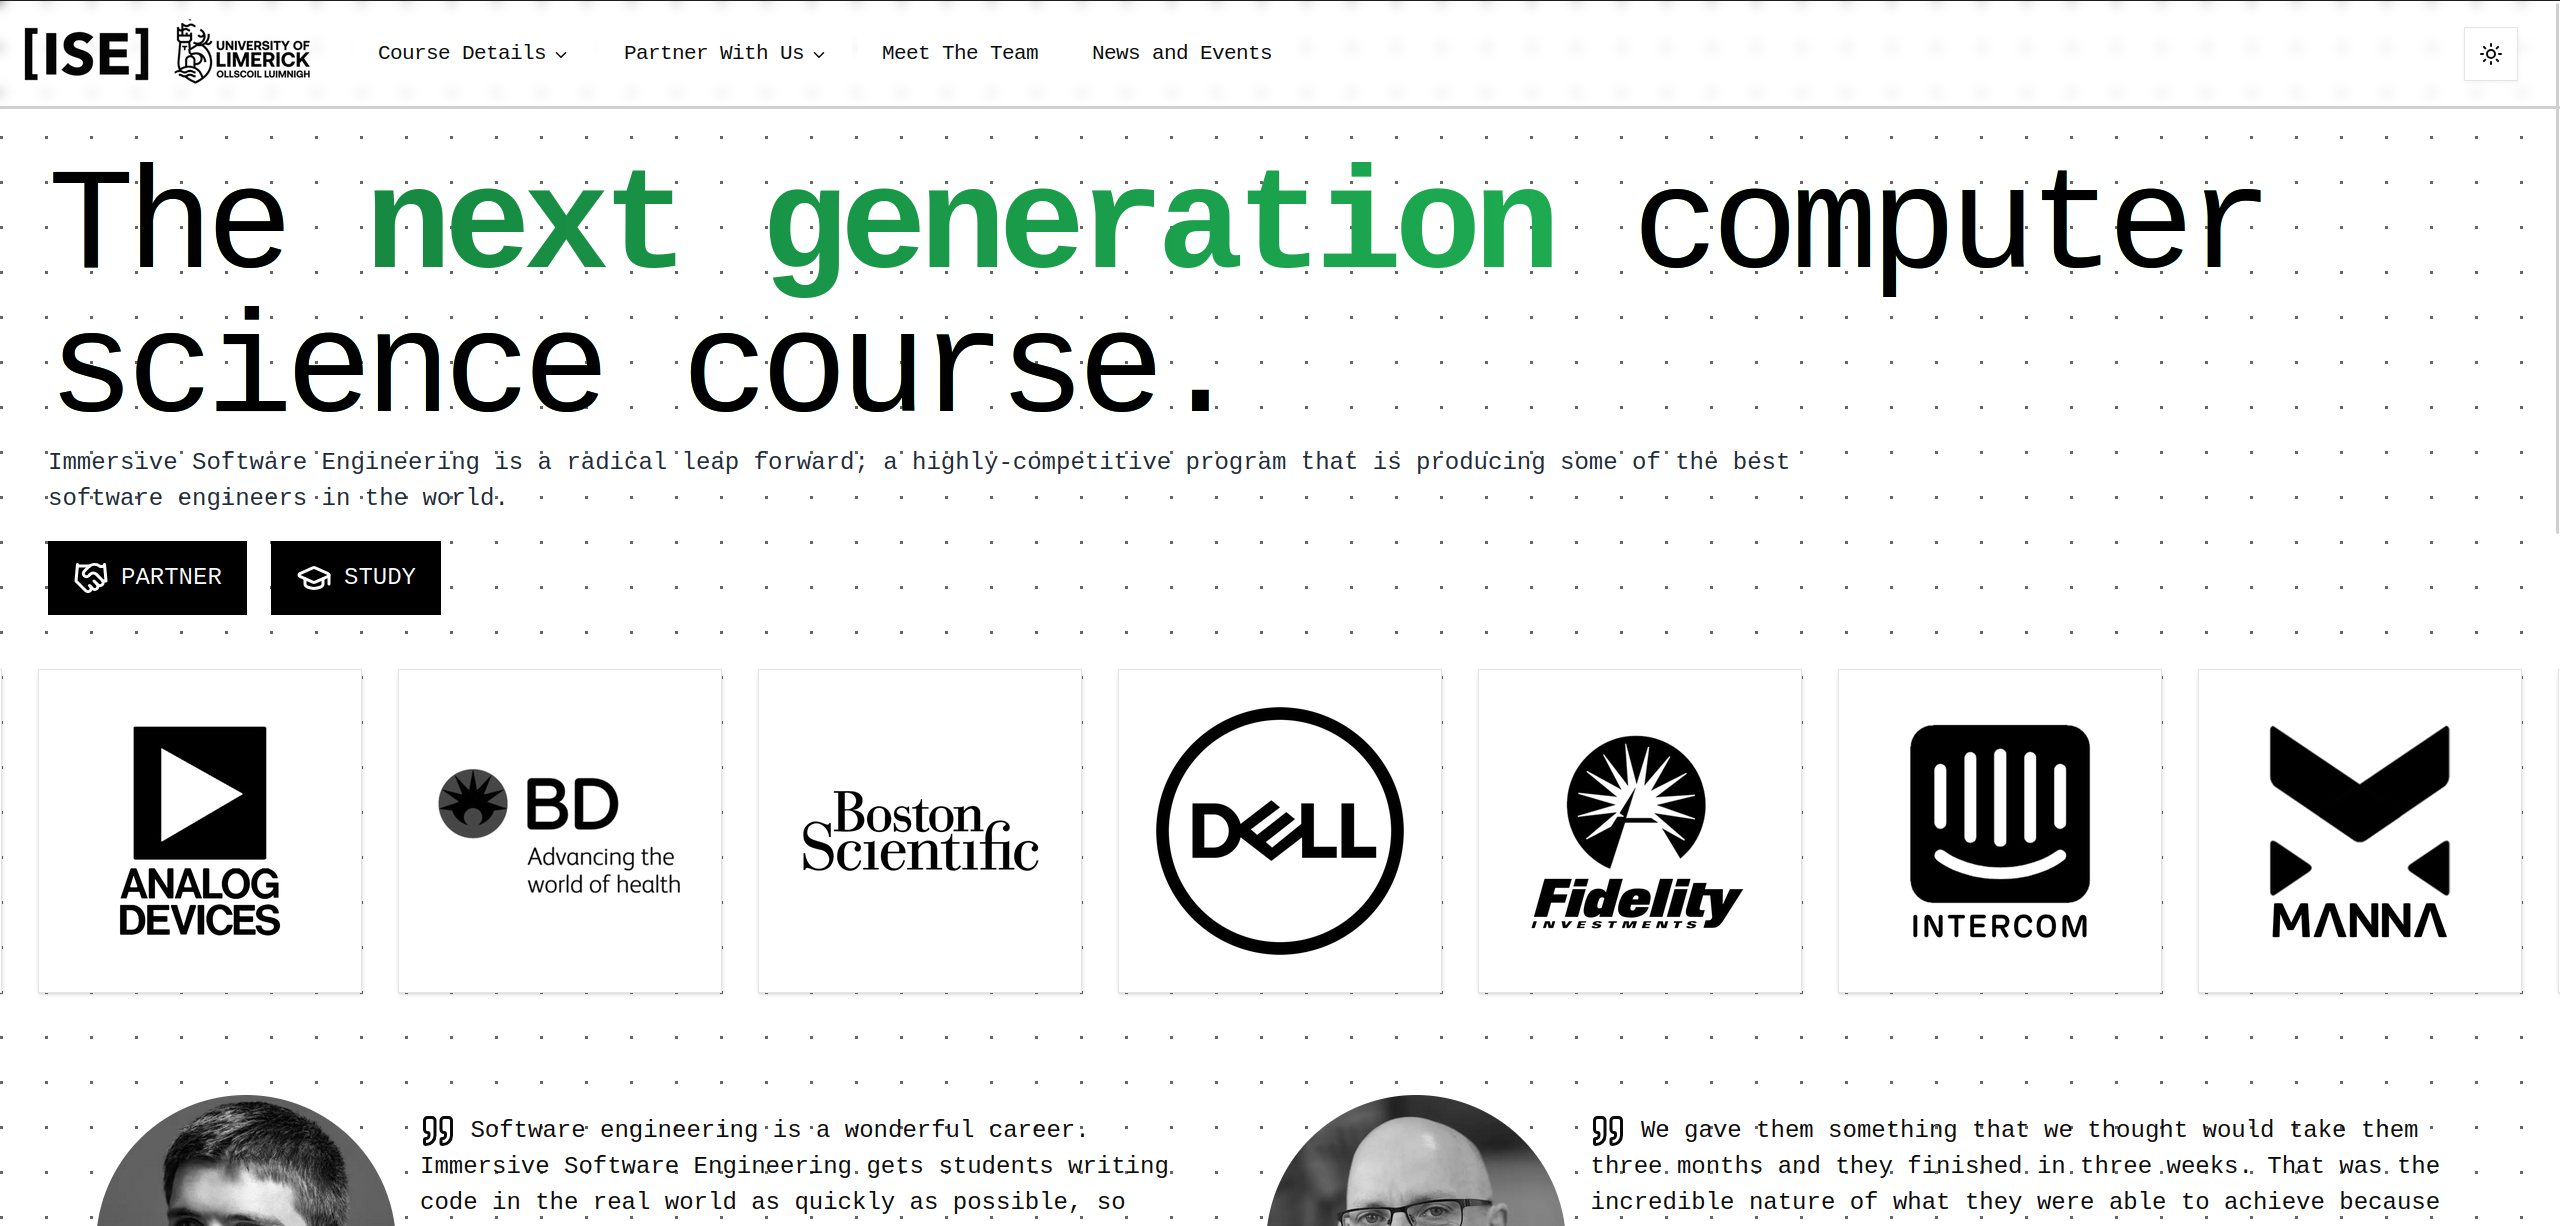 [ISE]
UNIVERSITY OF
LIMERICK
OLLSCOIL LUIMNIGH
Course Details
Partner With Us
Meet The Team
News and Events
The next generation computer
science course.
Immersive Software Engineering is a radical leap forward; a highly-competitive program that is producing some of the best
software engineers in the world.
PARTNER
STUDY
ANALOG
DEVICES
BD
Advancing the
world of health
Boston
Scientific
DELL
Fidelity
INVESTMENTS
INTERCOM
MANNA
Software engineering is a wonderful career.
Immersive Software Engineering gets students writing
code in the real world as quickly as possible, so
We gave them something that we thought would take them
three months and they finished in three weeks. That was the
incredible nature of what they were able to achieve because